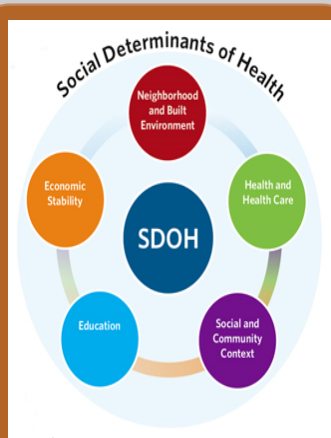 Social Determinants of Health
Neighborhood
and Built
Environment
Economic
Stability
Health and
Health Care
SDOH
Education
Social and
Community
Context